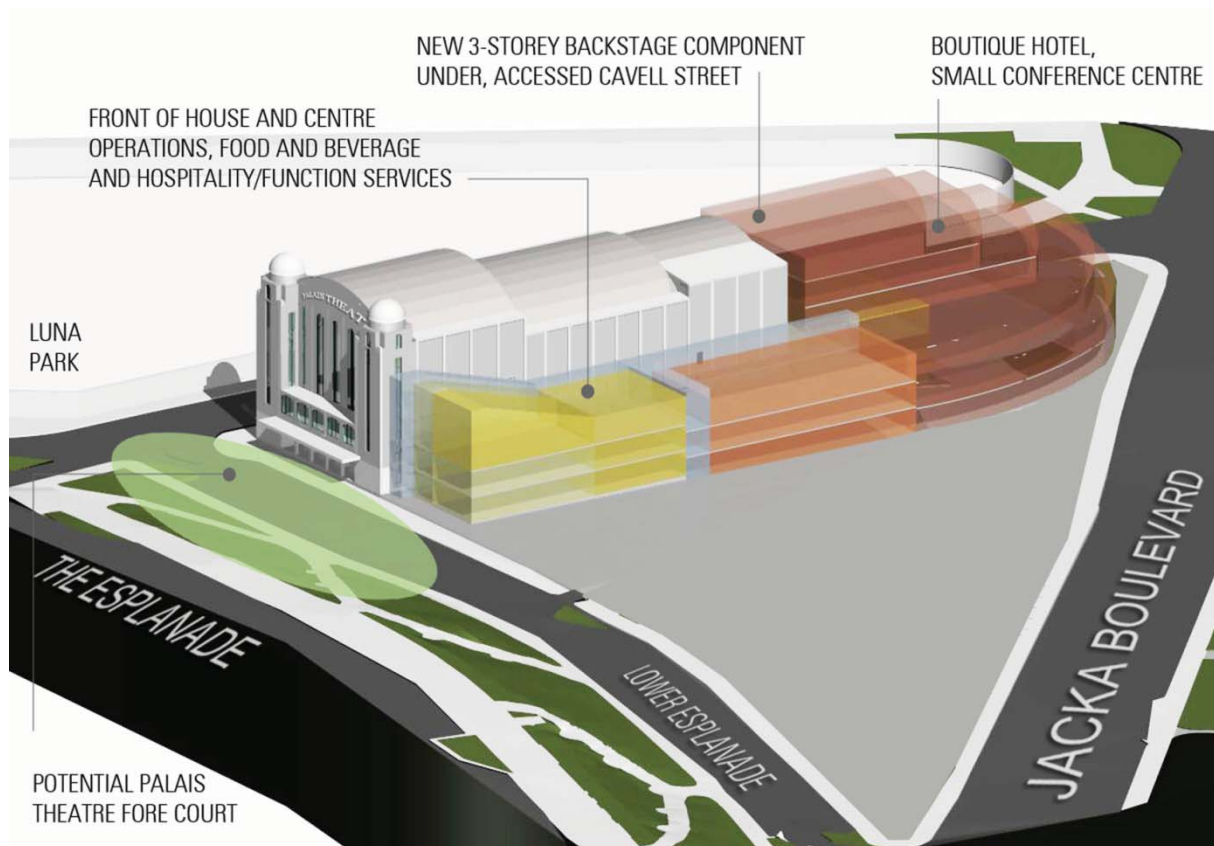 NEW 3-STOREY BACKSTAGE COMPONENT
UNDER, ACCESSED CAVELL STREET
BOUTIQUE HOTEL,
SMALL CONFERENCE CENTRE
FRONT OF HOUSE AND CENTRE
OPERATIONS, FOOD AND BEVERAGE
AND HOSPITALITY/FUNCTION SERVICES
LUNA
PARK
THE ESPLANADE
LOWER ESPLANADE
JACKA BOULEVARD
POTENTIAL PALAIS
THEATRE FORE COURT